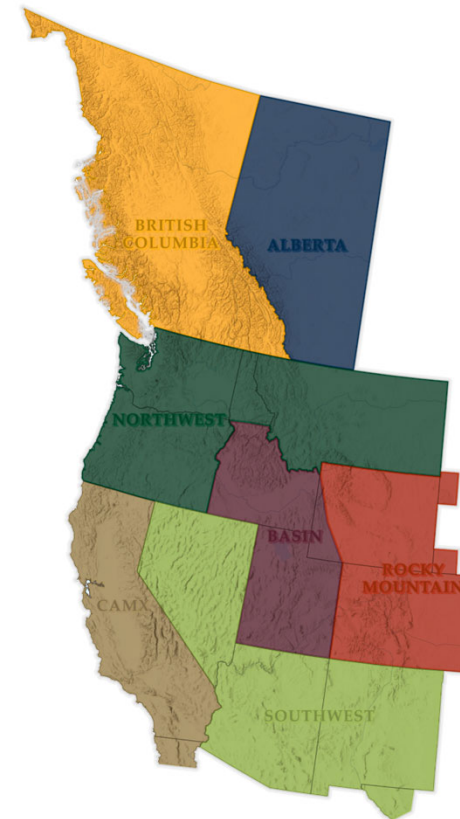 BRITISH
COLUMBIA
ALBERTA
NORTHWEST
BASIN
ROCKY
MOUNTAIN
CAMX
SOUTHWEST